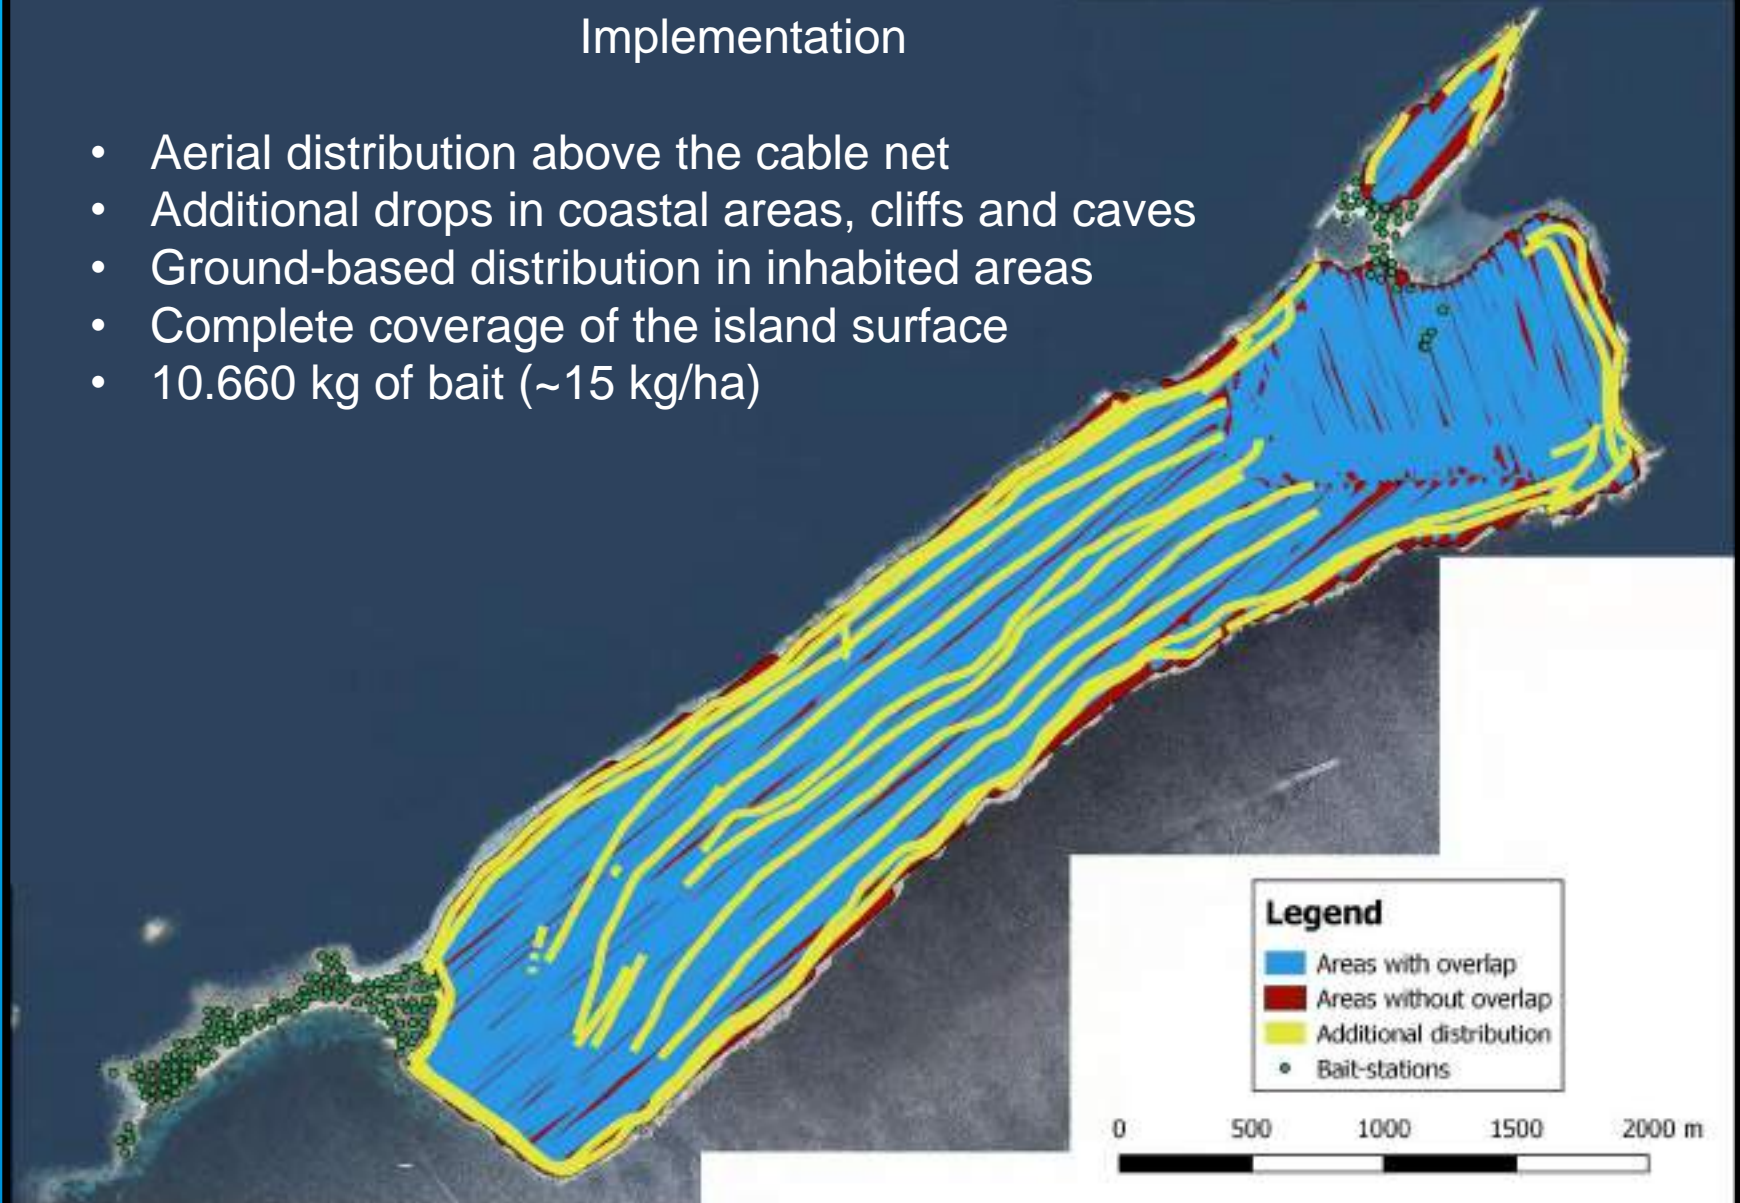 Implementation
• Aerial distribution above the cable net
• Additional drops in coastal areas, cliffs and caves
• Ground-based distribution in inhabited areas
• Complete coverage of the island surface
• 10.660 kg of bait (~15 kg/ha)
Legend
Areas with overlap
Areas without overlap
Additional distribution
Bait-stations
0 500 1000 1500 2000 m